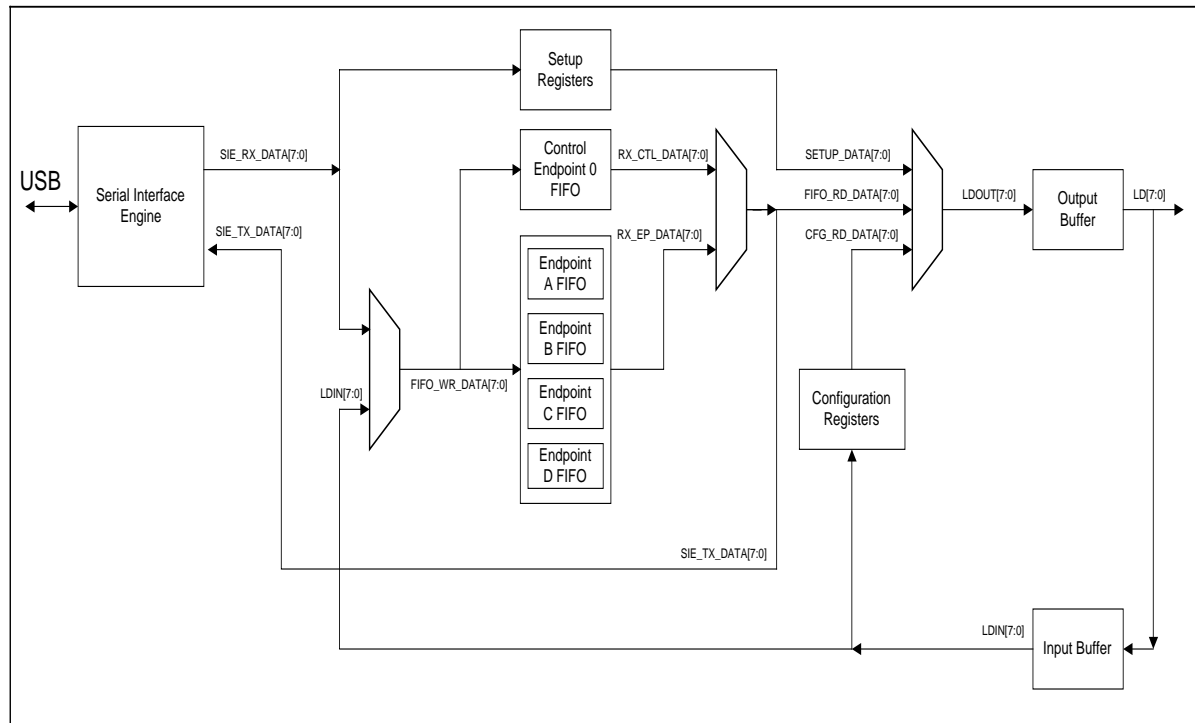 Setup
Registers
SIE_RX_DATA[7:0]
Control
Endpoint 0
FIFO
RX_CTL_DATA[7:0]
SETUP_DATA[7:0]
USB
Serial Interface
Engine
FIFO_RD_DATA[7:0]
LDOUT[7:0]
Output
Buffer
LD[7:0]
SIE_TX_DATA[7:0]
RX_EP_DATA[7:0]
CFG_RD_DATA[7:0]
Endpoint
A FIFO
Endpoint
B FIFO
LDIN[7:0]
FIFO_WR_DATA[7:0]
Endpoint
C FIFO
Configuration
Registers
Endpoint
D FIFO
SIE_TX_DATA[7:0]
LDIN[7:0]
Input Buffer